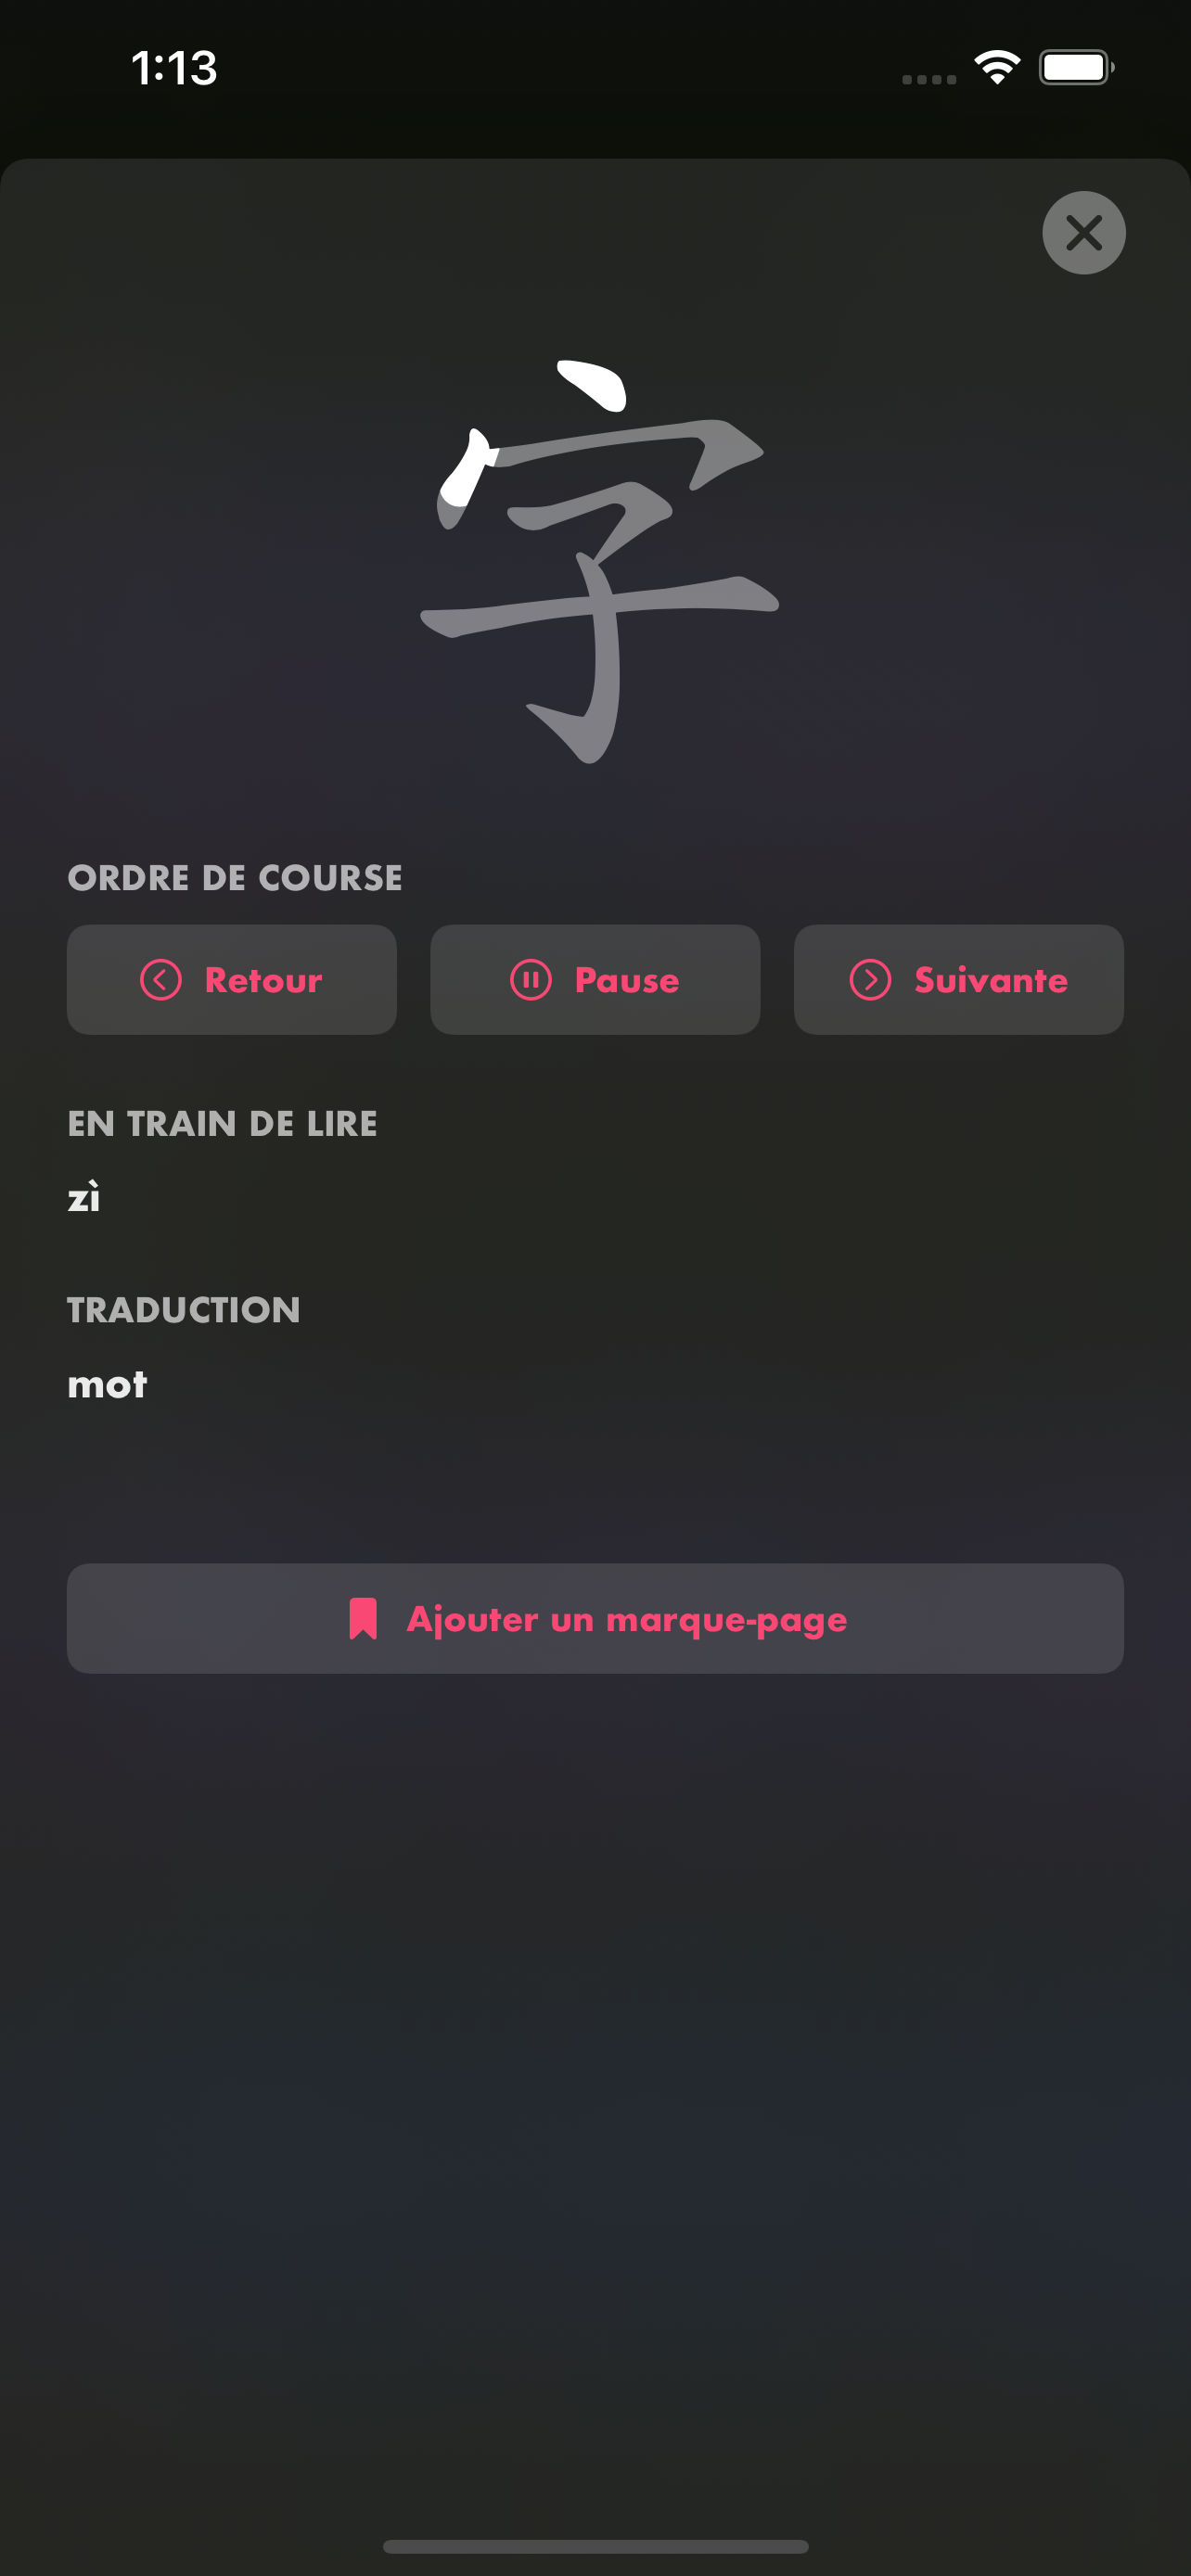 1:13
字
ORDRE DE COURSE
Retour
Pause
Suivante
EN TRAIN DE LIRE
zì
TRADUCTION
mot
Ajouter un marque-page